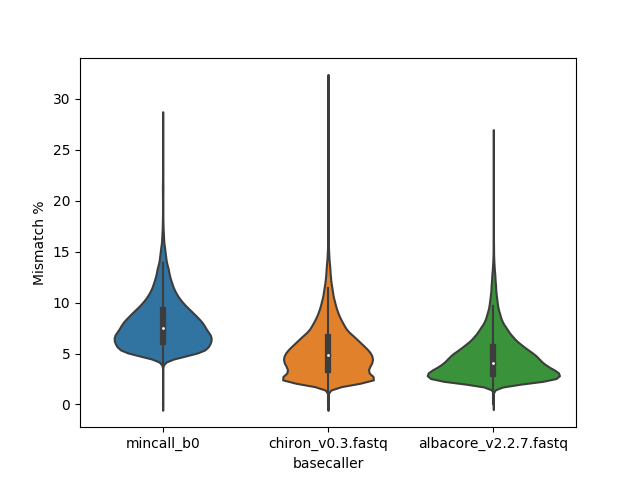 Mismatch %
30
25
20
15
10
5
0
mincall_b0 chiron_v0.3.fastq albacore_v2.2.7.fastq
basecaller